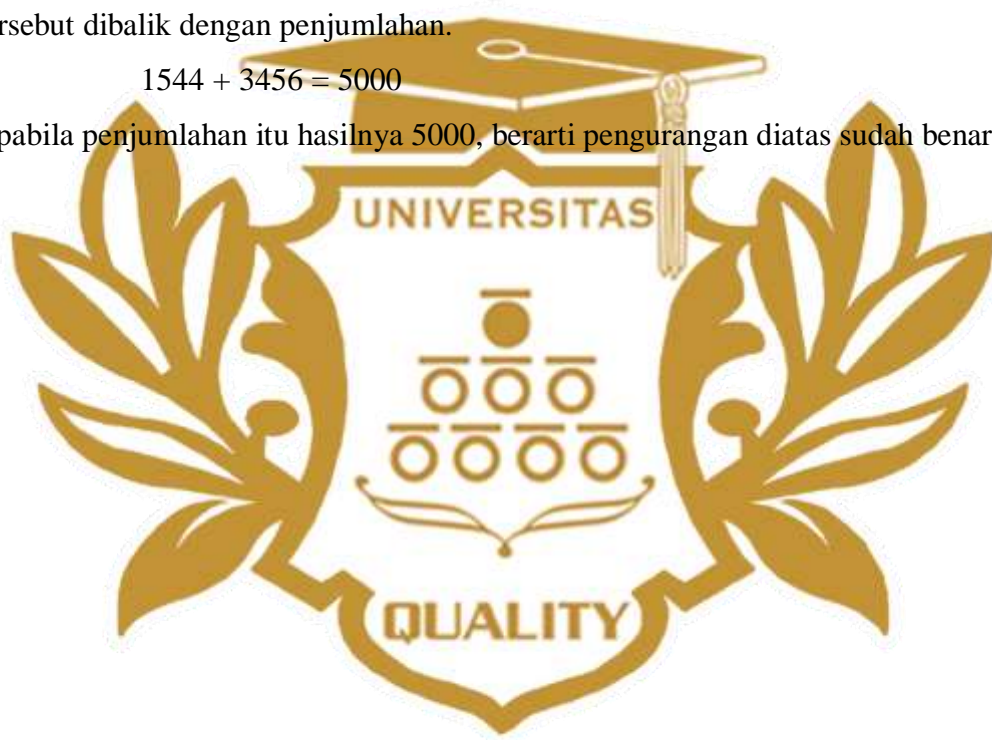 rsebut dibalik dengan penjumlahan.
1544 + 3456 = 5000
pabila penjumlahan itu hasilnya 5000, berarti pengurangan diatas sudah benar
UNIVERSITAS
QUALITY